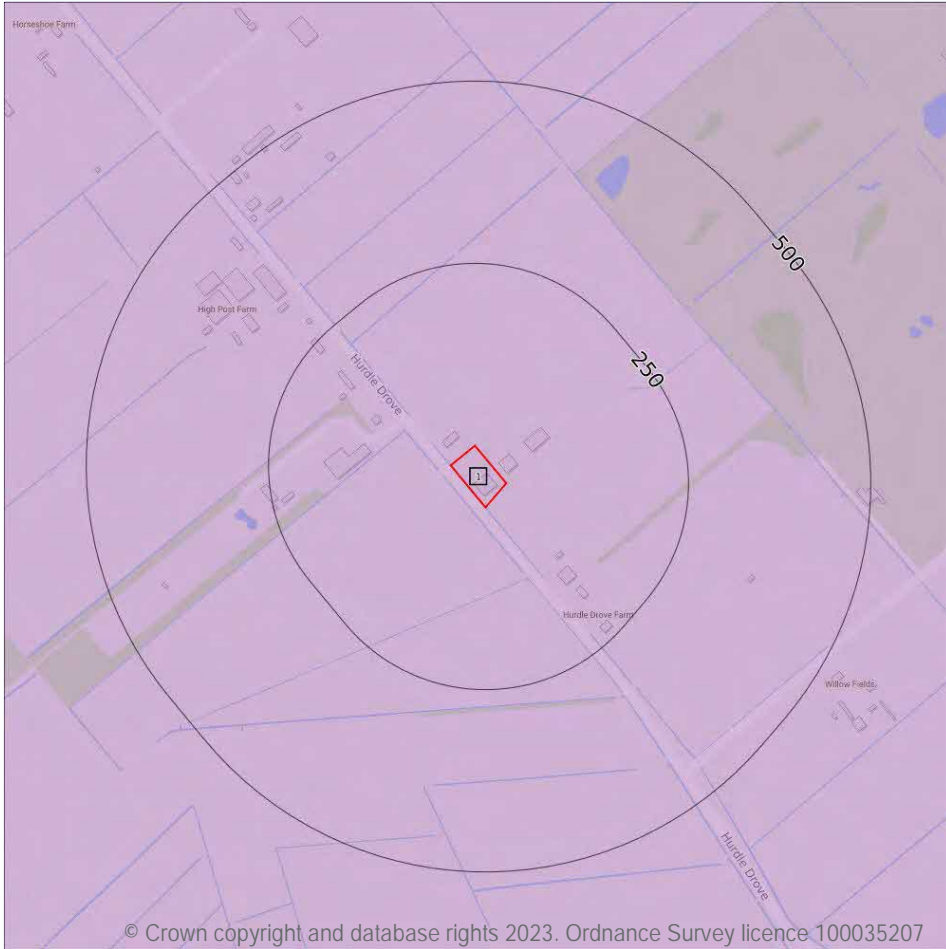 Horseshoe Farm
500
High Post Farm
Hurdle Drove
250
1
Hurdle Drove Farm
Willow Fields
Hurdle Drove
© Crown copyright and database rights 2023. Ordnance Survey licence 100035207